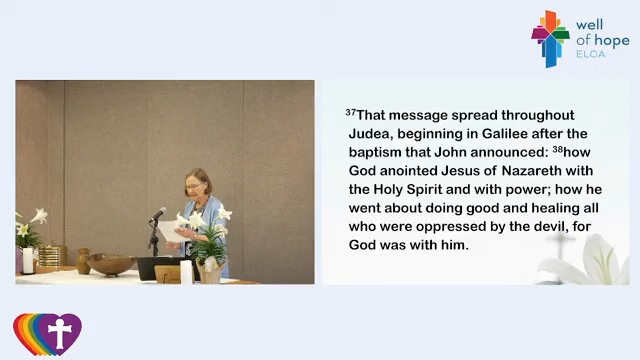 well
of hope
ELCA
³⁷That message spread throughout
Judea, beginning in Galilee after the
baptism that John announced: ³⁸how
God anointed Jesus of Nazareth with
the Holy Spirit and with power; how he
went about doing good and healing all
who were oppressed by the devil, for
God was with him.